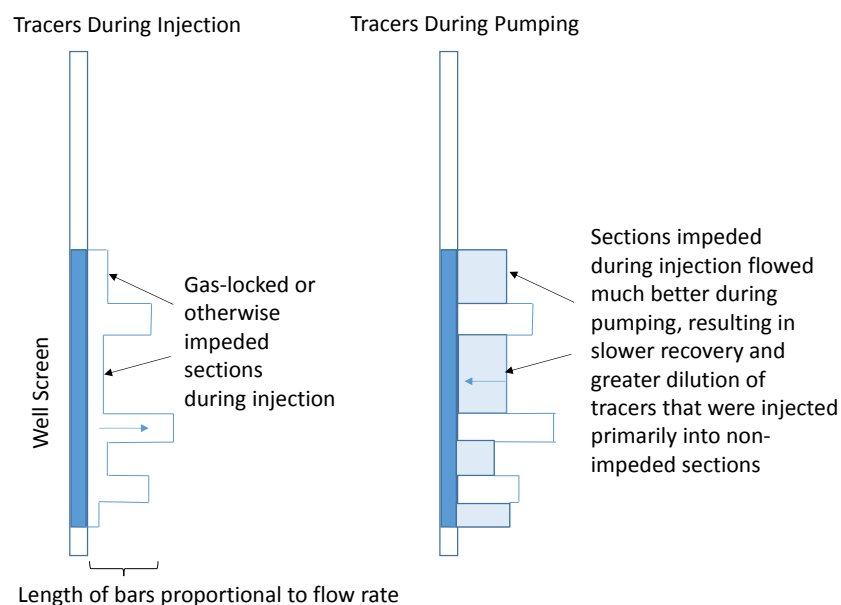 Tracers During Injection
Tracers During Pumping
Gas-locked or
otherwise
impeded
sections
during injection
Sections impeded
during injection flowed
much better during
pumping, resulting in
slower recovery and
greater dilution of
tracers that were injected
primarily into non-
impeded sections
Well Screen
Length of bars proportional to flow rate